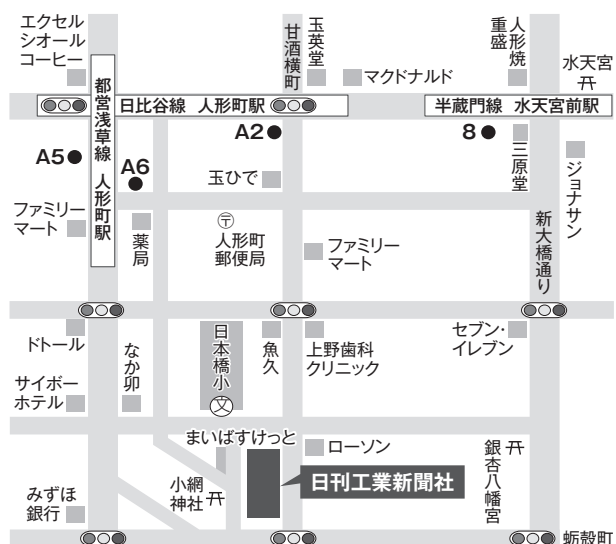 エクセル
シオール
コーヒー
甘酒横町
玉英堂
マクドナルド
人形焼
重盛
水天宮
都営浅草線 人形町駅
日比谷線 人形町駅
半蔵門線 水天宮前駅
A5
A6
A2
8
三原堂
ジョナサン
玉ひで
ファミリー
マート
薬局
〒
人形町
郵便局
ファミリー
マート
新大橋通り
ドトール
なか卯
日本橋小
文
魚久
上野歯科
クリニック
セブン・
イレブン
サイボー
ホテル
まいばすけっと
ローソン
銀杏八幡宮
小網
神社
日刊工業新聞社
みずほ
銀行
蛎殻町